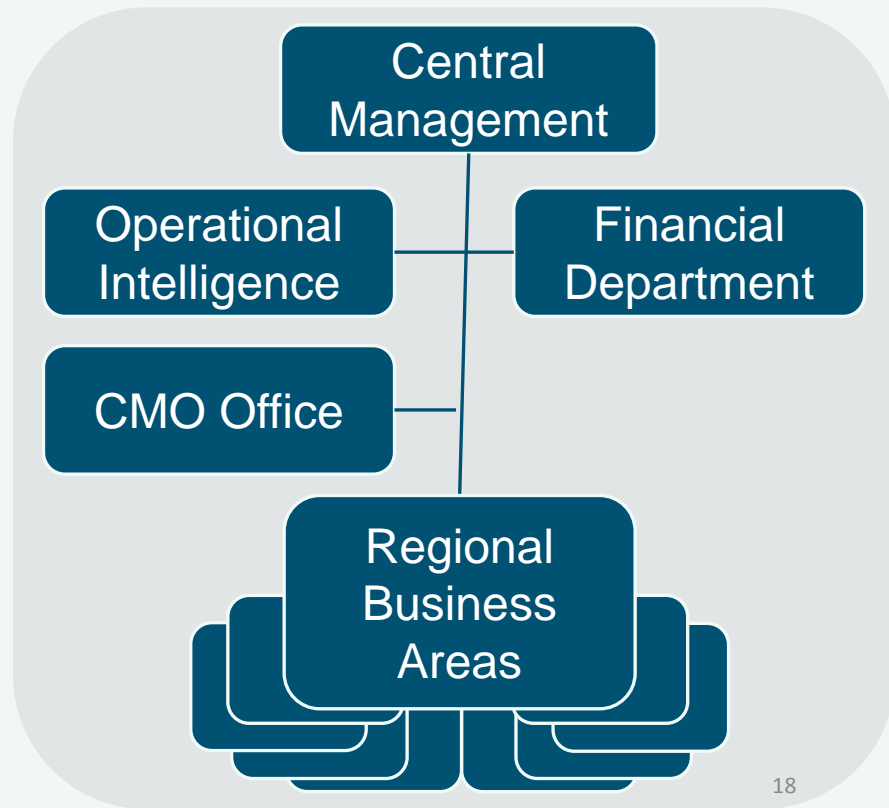 Central
Management
Operational
Intelligence
Financial
Department
CMO Office
Regional
Business
Areas
18